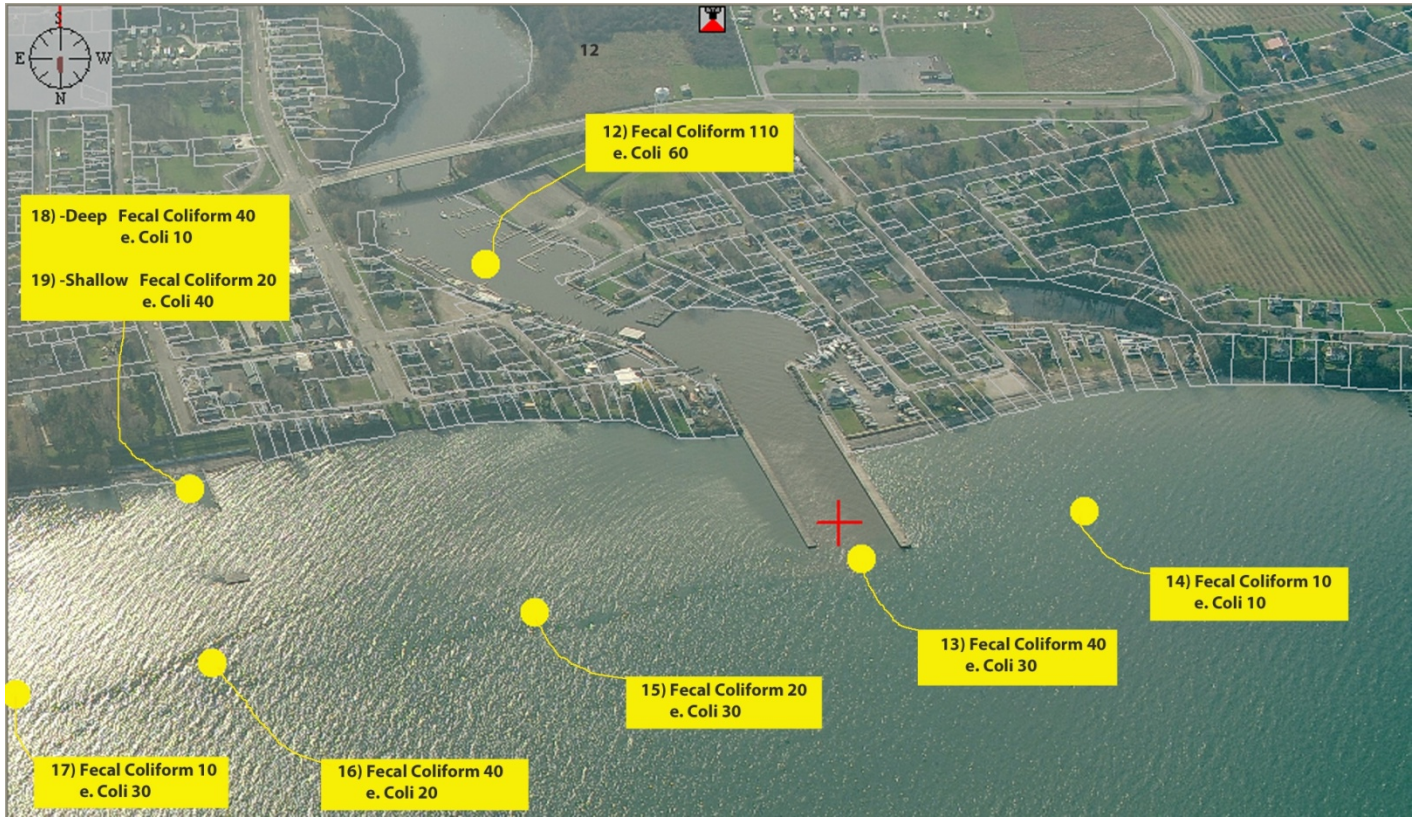 S
E W
N
12
12) Fecal Coliform 110
e. Coli 60
18) -Deep Fecal Coliform 40
e. Coli 10
19) -Shallow Fecal Coliform 20
e. Coli 40
14) Fecal Coliform 10
e. Coli 10
13) Fecal Coliform 40
e. Coli 30
15) Fecal Coliform 20
e. Coli 30
17) Fecal Coliform 10
e. Coli 30
16) Fecal Coliform 40
e. Coli 20